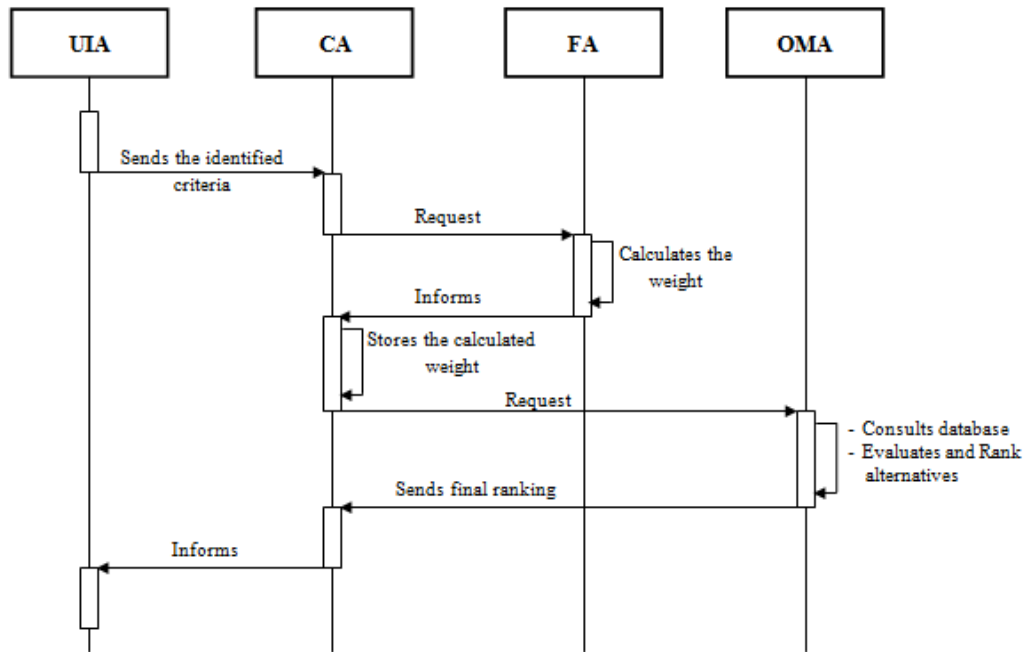 UIA
CA
FA
OMA
Sends the identified
criteria
Request
Calculates the
weight
Informs
Stores the calculated
weight
Request
- Consults database
- Evaluates and Rank
alternatives
Sends final ranking
Informs